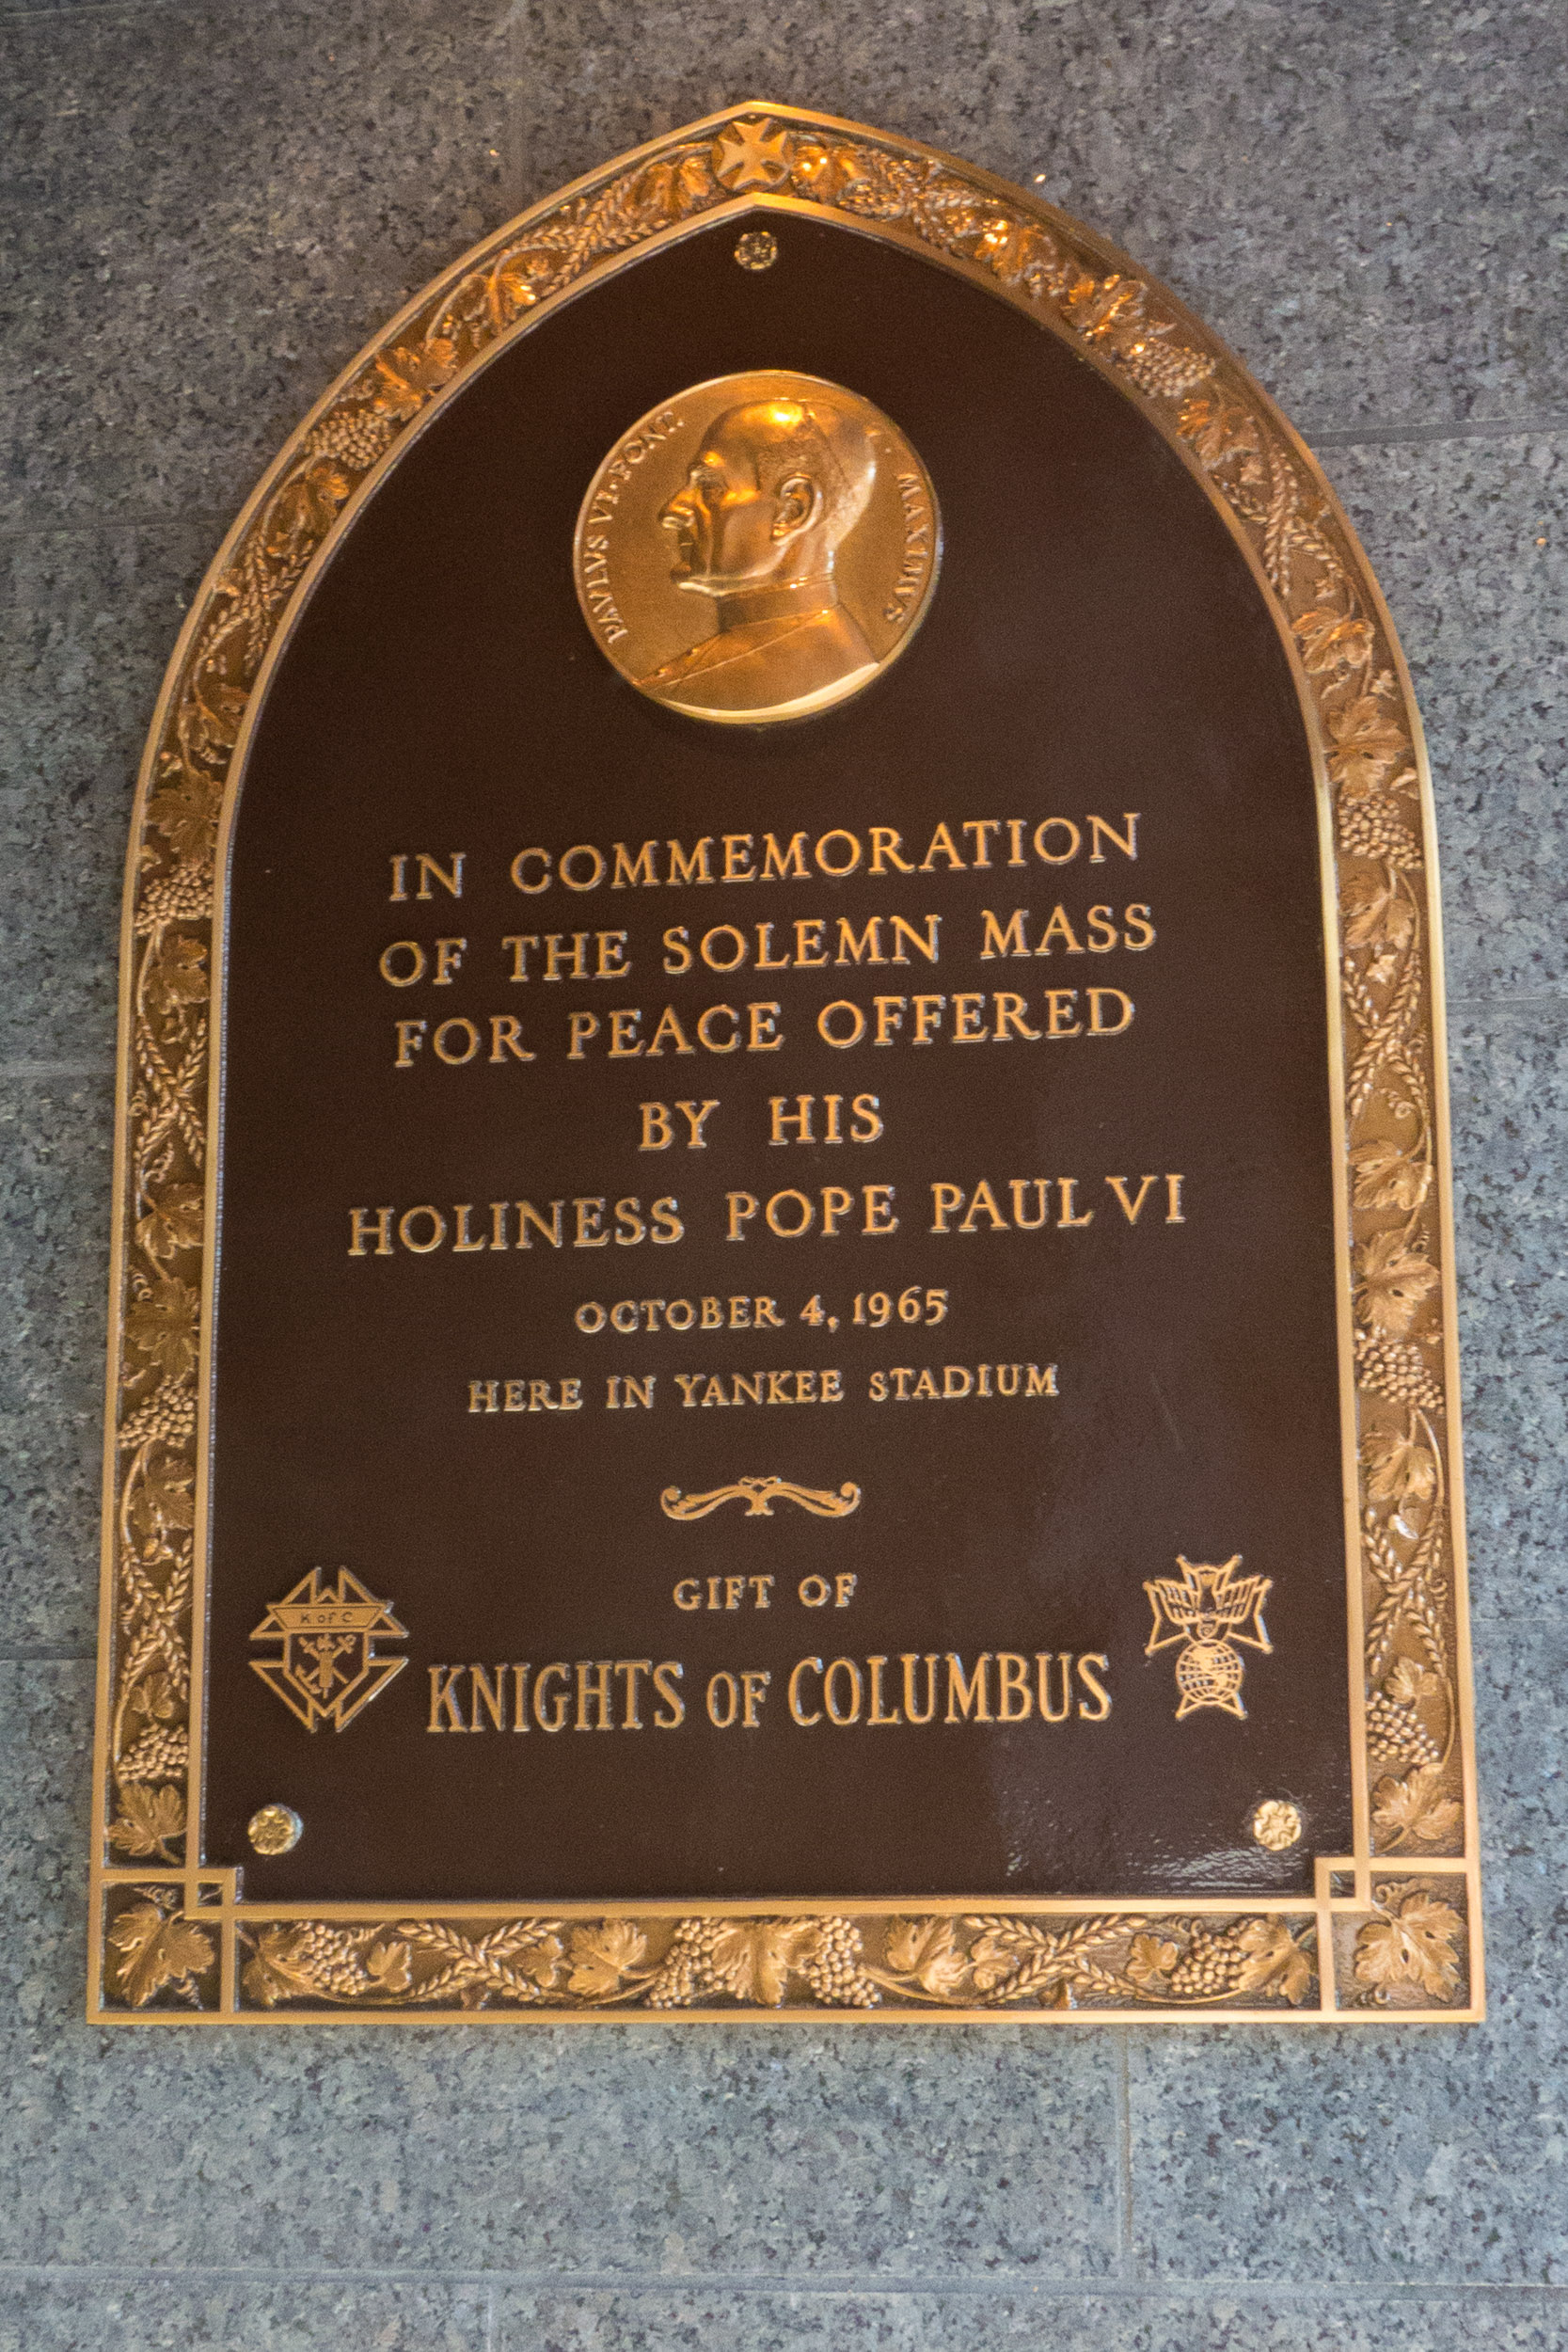 PAVLVS VI·PONT. MAXIMVS
IN COMMEMORATION
OF THE SOLEMN MASS
FOR PEACE OFFERED
BY HIS
HOLINESS POPE PAUL VI
OCTOBER 4, 1965
HERE IN YANKEE STADIUM
GIFT OF
K of C
KNIGHTS OF COLUMBUS